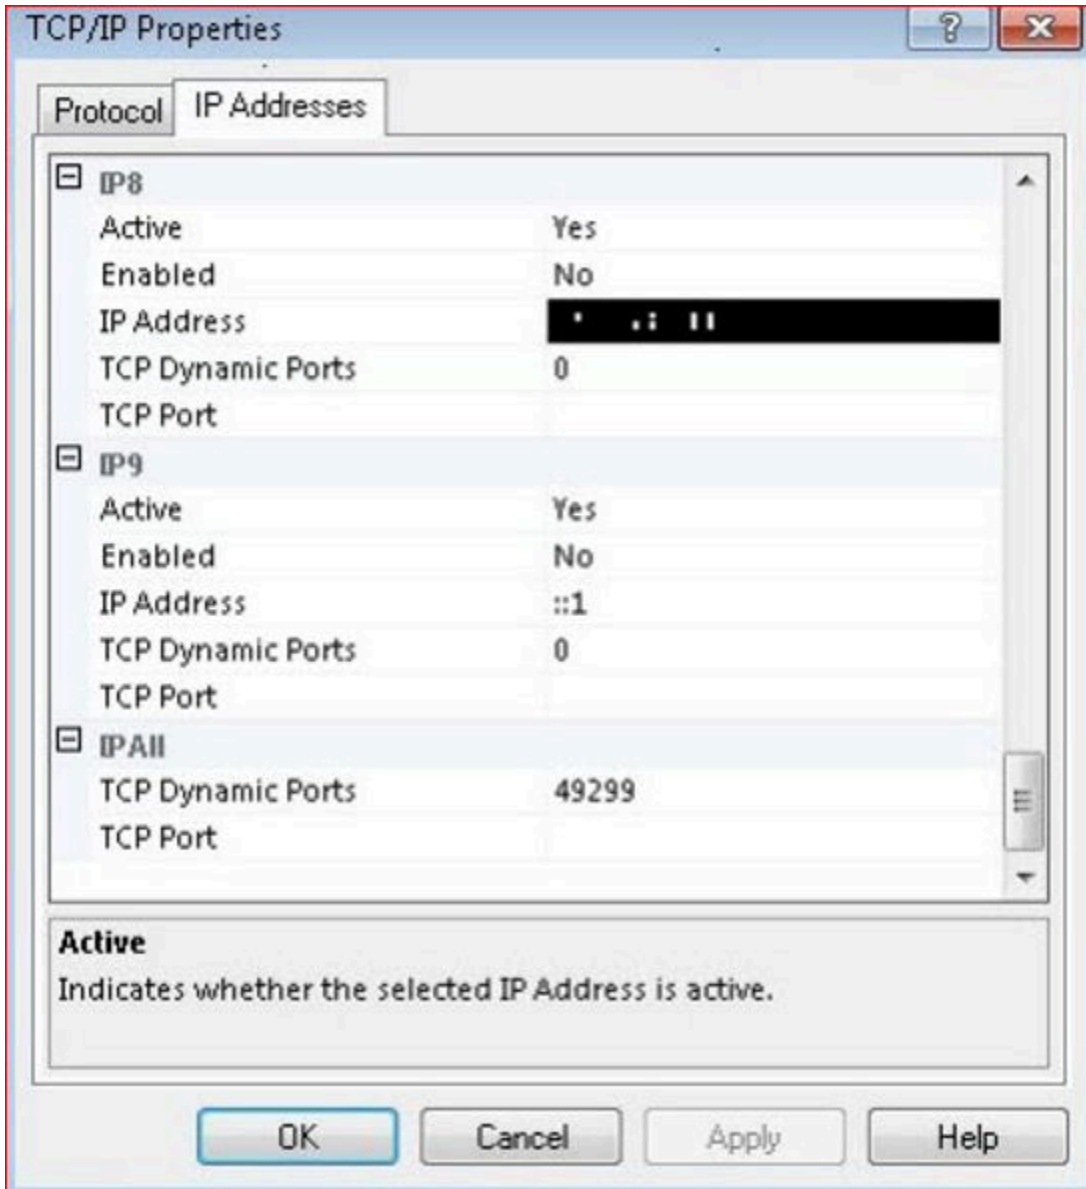 TCP/IP Properties
Protocol IP Addresses
IP8
Active Yes
Enabled No
IP Address
TCP Dynamic Ports 0
TCP Port
IP9
Active Yes
Enabled No
IP Address ::1
TCP Dynamic Ports 0
TCP Port
IPAll
TCP Dynamic Ports 49299
TCP Port
Active
Indicates whether the selected IP Address is active.
OK Cancel Apply Help